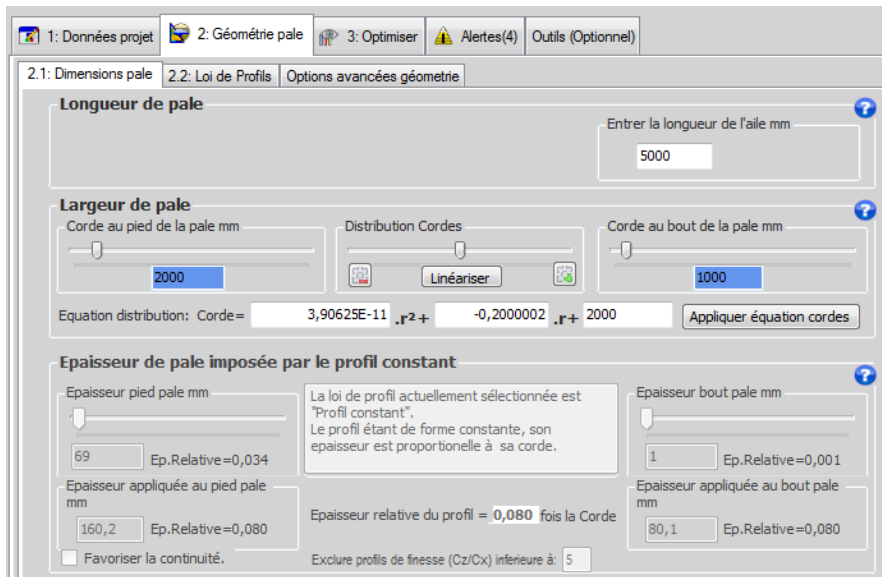 1: Données projet 2: Géométrie pale 3: Optimiser Alertes(4) Outils (Optionnel)
2.1: Dimensions pale 2.2: Loi de Profils Options avancées géometrie
Longueur de pale
Entrer la longueur de l'aile mm
5000
Largeur de pale
Corde au pied de la pale mm Distribution Cordes Corde au bout de la pale mm
2000 Linéariser 1000
Equation distribution: Corde= 3,90625E-11 .r²+ -0,2000002 .r+ 2000 Appliquer équation cordes
Epaisseur de pale imposée par le profil constant
Epaisseur pied pale mm
69 Ep.Relative=0,034
La loi de profil actuellement sélectionnée est
"Profil constant".
Le profil étant de forme constante, son
epaisseur est proportionelle à sa corde.
Epaisseur bout pale mm
1 Ep.Relative=0,001
Epaisseur appliquée au pied pale
mm
160,2 Ep.Relative=0,080
Epaisseur relative du profil = 0,080 fois la Corde
Epaisseur appliquée au bout pale
mm
80,1 Ep.Relative=0,080
Favoriser la continuité. Exclure profils de finesse (Cz/Cx) inferieure à: 5